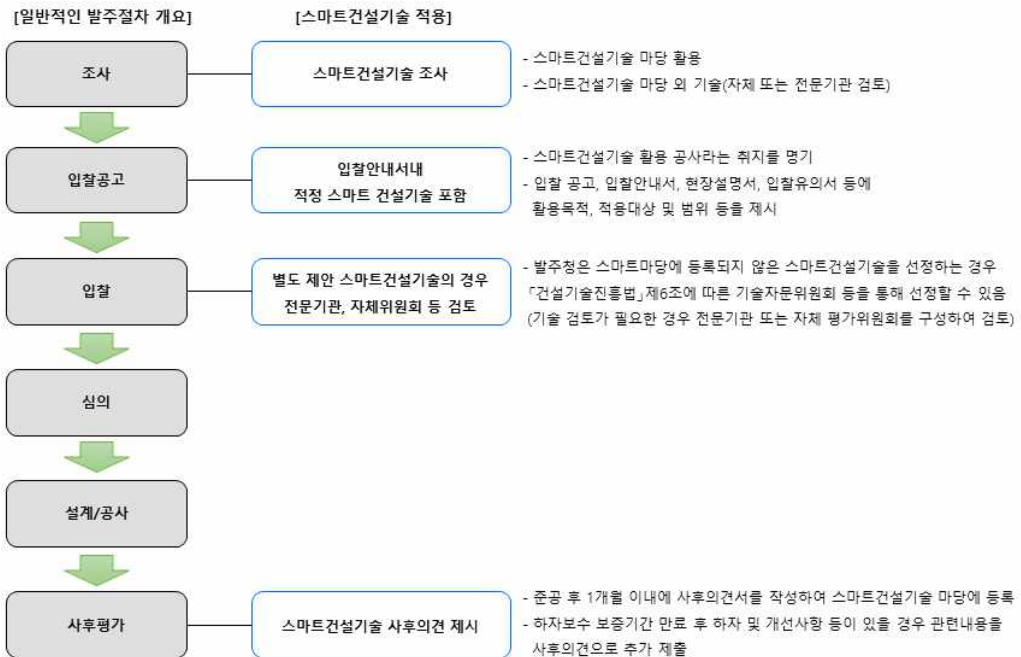 [일반적인 발주절차 개요]
[스마트건설기술 적용]
조사
스마트건설기술 조사
- 스마트건설기술 마당 활용
- 스마트건설기술 마당 외 기술(자체 또는 전문기관 검토)
입찰공고
입찰안내서내
적정 스마트 건설기술 포함
- 스마트건설기술 활용 공사라는 취지를 명기
- 입찰 공고, 입찰안내서, 현장설명서, 입찰유의서 등에
활용목적, 적용대상 및 범위 등을 제시
입찰
별도 제안 스마트건설기술의 경우
전문기관, 자체위원회 등 검토
- 발주청은 스마트마당에 등록되지 않은 스마트건설기술을 선정하는 경우
「건설기술진흥법」제6조에 따른 기술자문위원회 등을 통해 선정할 수 있음
(기술 검토가 필요한 경우 전문기관 또는 자체 평가위원회를 구성하여 검토)
심의
설계/공사
사후평가
스마트건설기술 사후의견 제시
- 준공 후 1개월 이내에 사후의견서를 작성하여 스마트건설기술 마당에 등록
- 하자보수 보증기간 만료 후 하자 및 개선사항 등이 있을 경우 관련내용을
사후의견으로 추가 제출